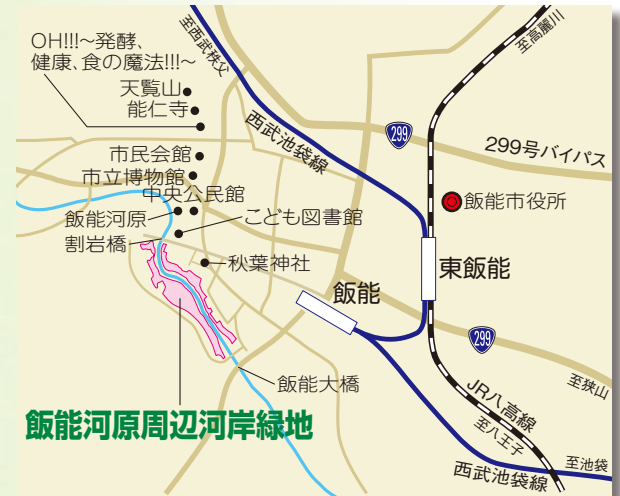 OH!!!~発酵、
健康、食の魔法!!!~
天覧山
能仁寺
市民会館
市立博物館
中央公民館
飯能河原
割岩橋
こども図書館
秋葉神社
飯能
東飯能
飯能大橋
飯能河原周辺河岸緑地
至西武秩父
西武池袋線
至高麗川
299
299号バイパス
飯能市役所
299
至狭山
JR八高線
至八王子
西武池袋線
至池袋